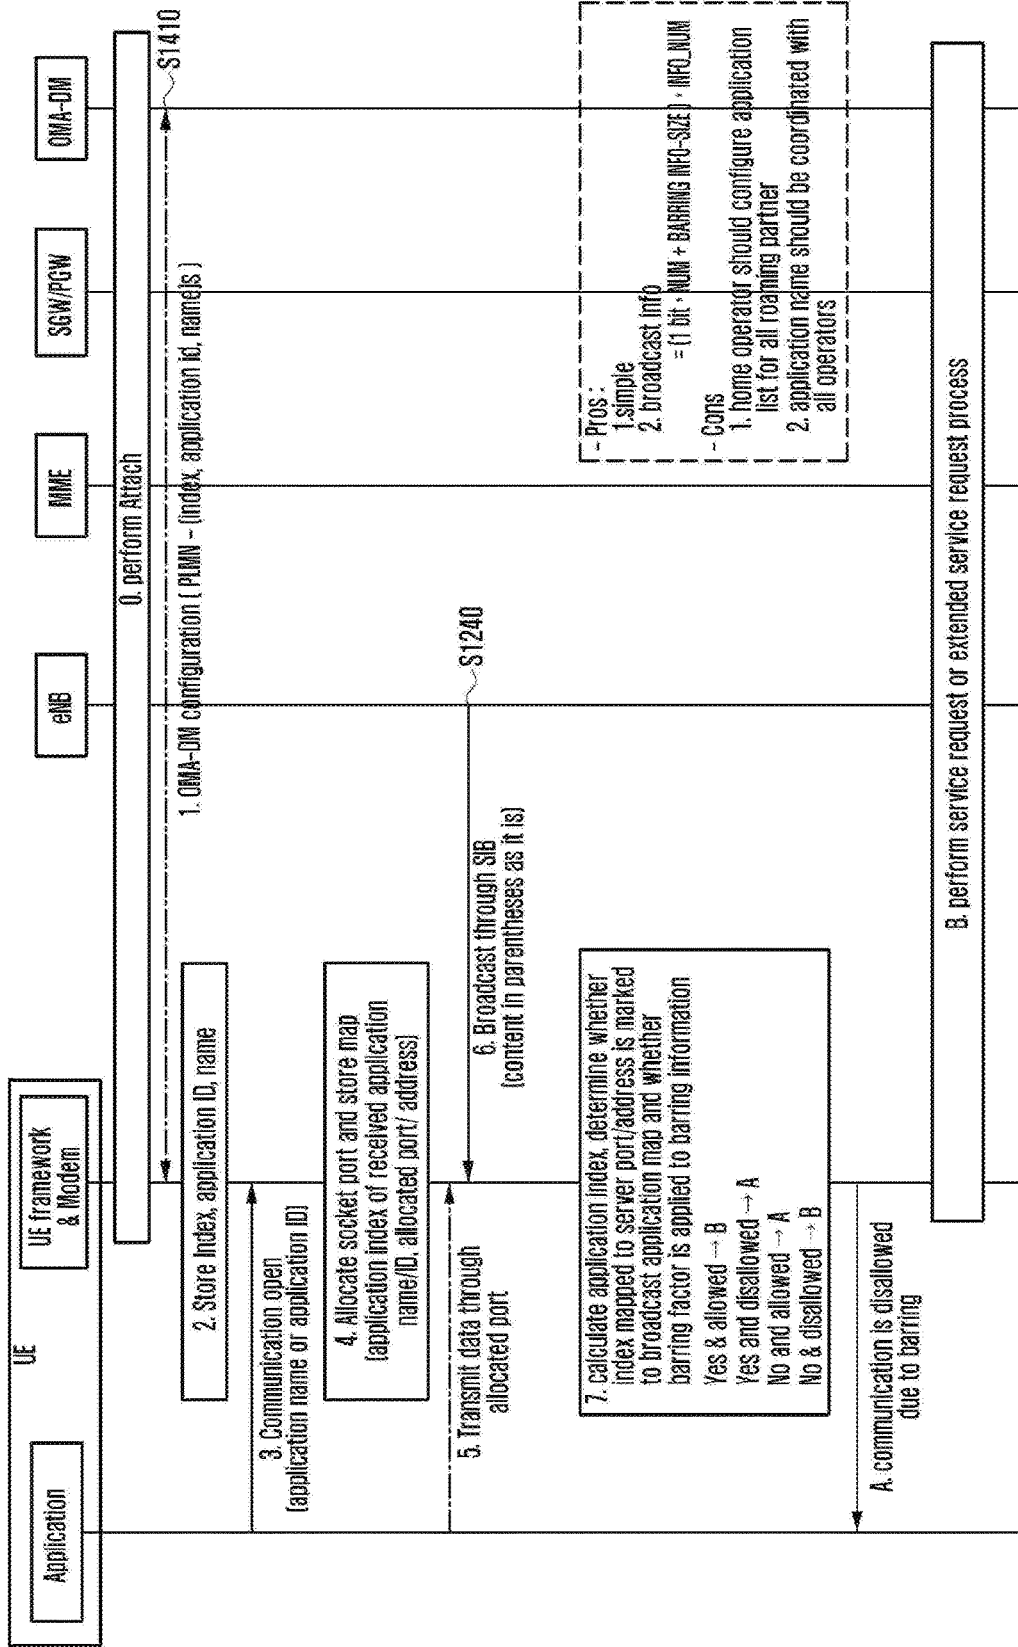 UE
Application
UE framework
& Modem
eNB
MME
SGW/PGW
OMA-DM
0. perform Attach
S1410
1. OMA-DM configuration ( PLMN - (index, application id, name)s )
2. Store Index, application ID, name
3. Communication open
(application name or application ID)
4. Allocate socket port and store map
(application index of received application
name/ID, allocated port/ address)
5. Transmit data through
allocated port
S1240
6. Broadcast through SIB
(content in parentheses as it is)
7. calculate application index, determine whether
index mapped to server port/address is marked
to broadcast application map and whether
barring factor is applied to barring information
Yes & allowed → B
Yes and disallowed → A
No and allowed → A
No & disallowed → B
- Pros :
1.simple
2. broadcast info
= (1 bit * NUM + BARRING INFO-SIZE ) * INFO_NUM
- Cons
1. home operator should configure application
list for all roaming partner
2. application name should be coordinated with
all operators
A. communication is disallowed
due to barring
B. perform service request or extended service request process